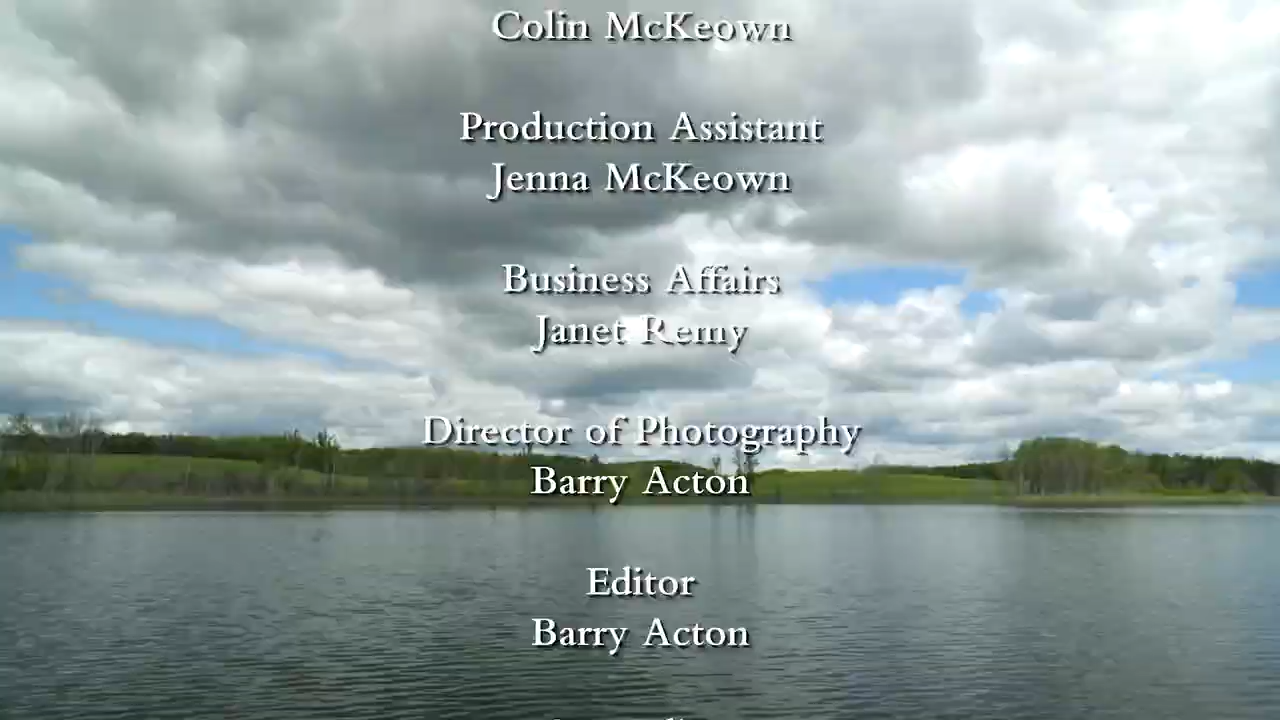 Colin McKeown
Production Assistant
Jenna McKeown
Business Affairs
Janet Remy
Director of Photography
Barry Acton
Editor
Barry Acton